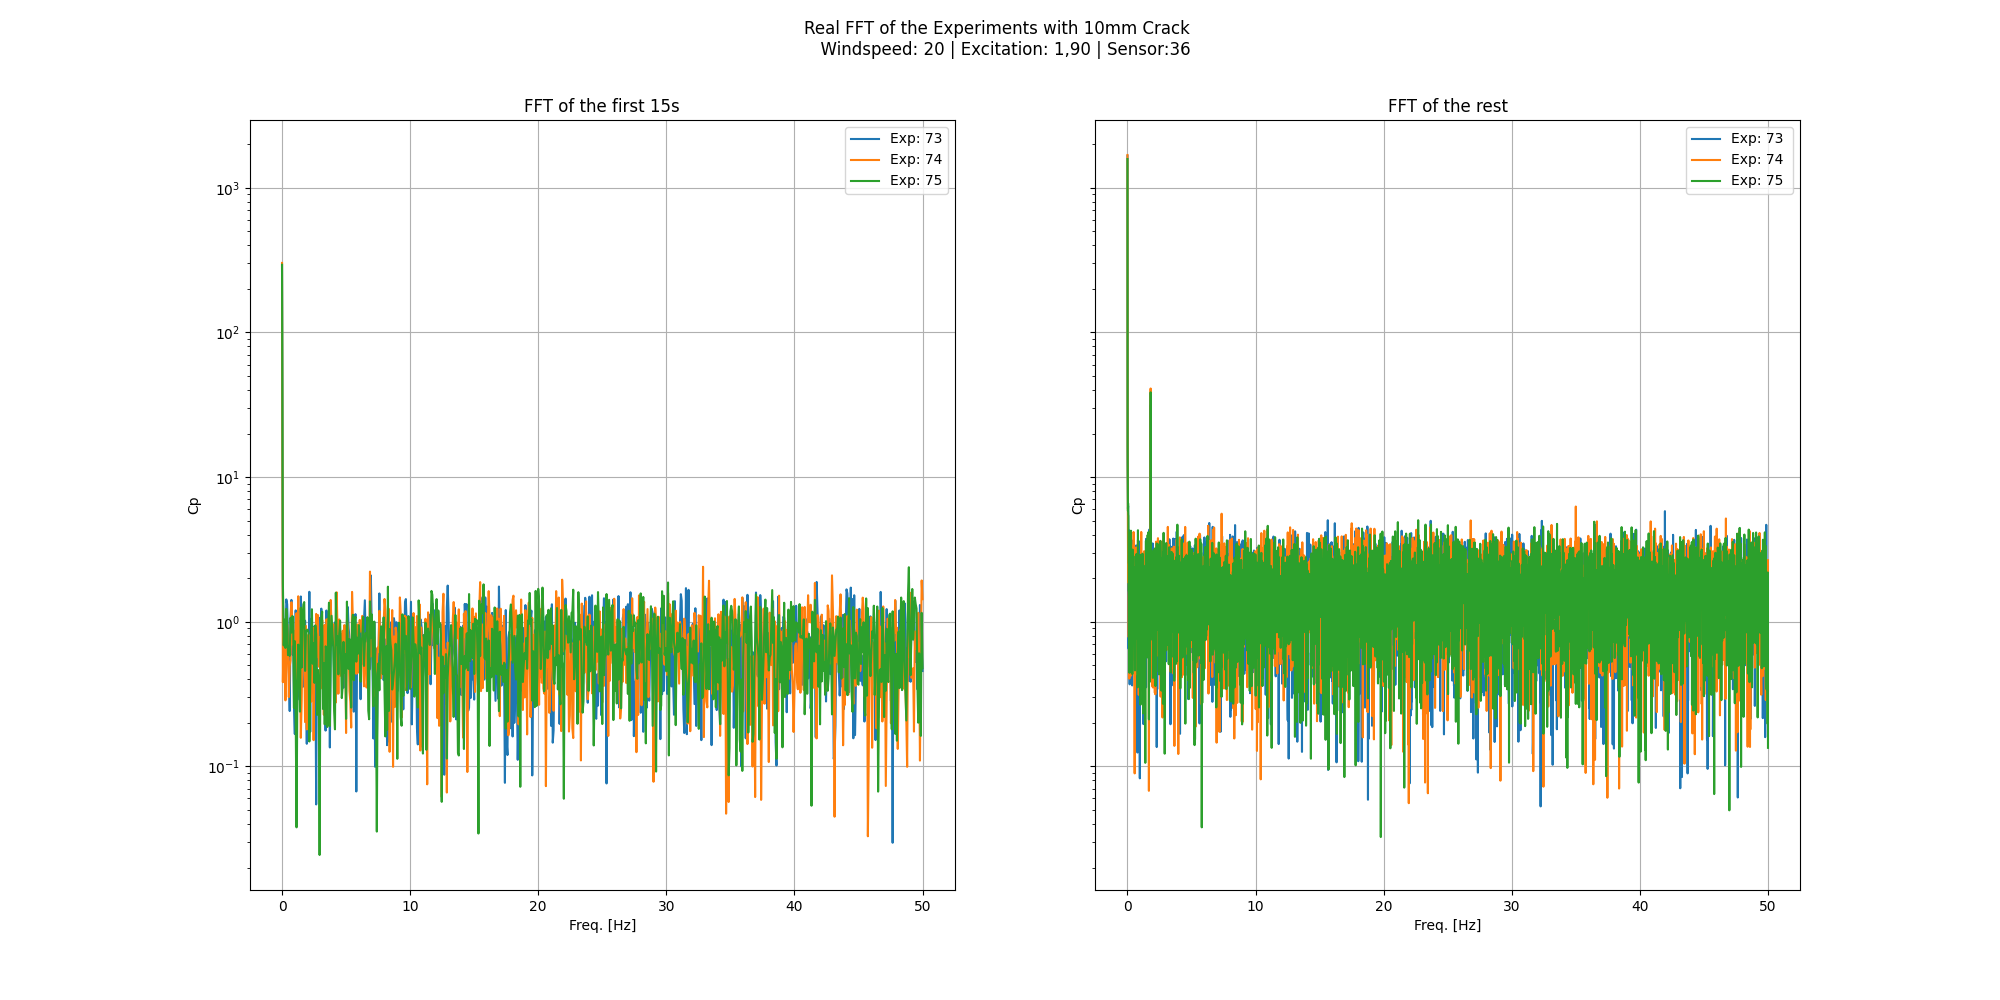 Real FFT of the Experiments with 10mm Crack
Windspeed: 20 | Excitation: 1,90 | Sensor:36
FFT of the first 15s
Exp: 73
Exp: 74
Exp: 75
10³
10²
10¹
10⁰
10⁻¹
Cp
0 10 20 30 40 50
Freq. [Hz]
FFT of the rest
Exp: 73
Exp: 74
Exp: 75
Cp
0 10 20 30 40 50
Freq. [Hz]